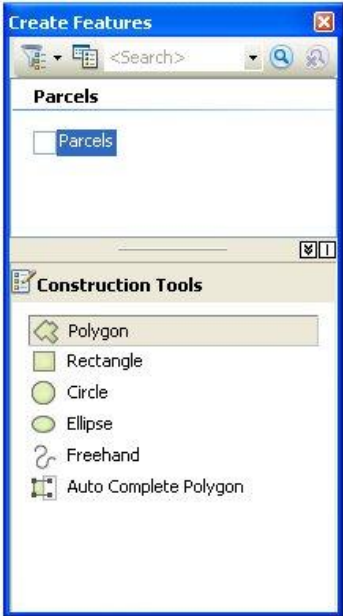 Create Features
<Search>
Parcels
Parcels
Construction Tools
Polygon
Rectangle
Circle
Ellipse
Freehand
Auto Complete Polygon